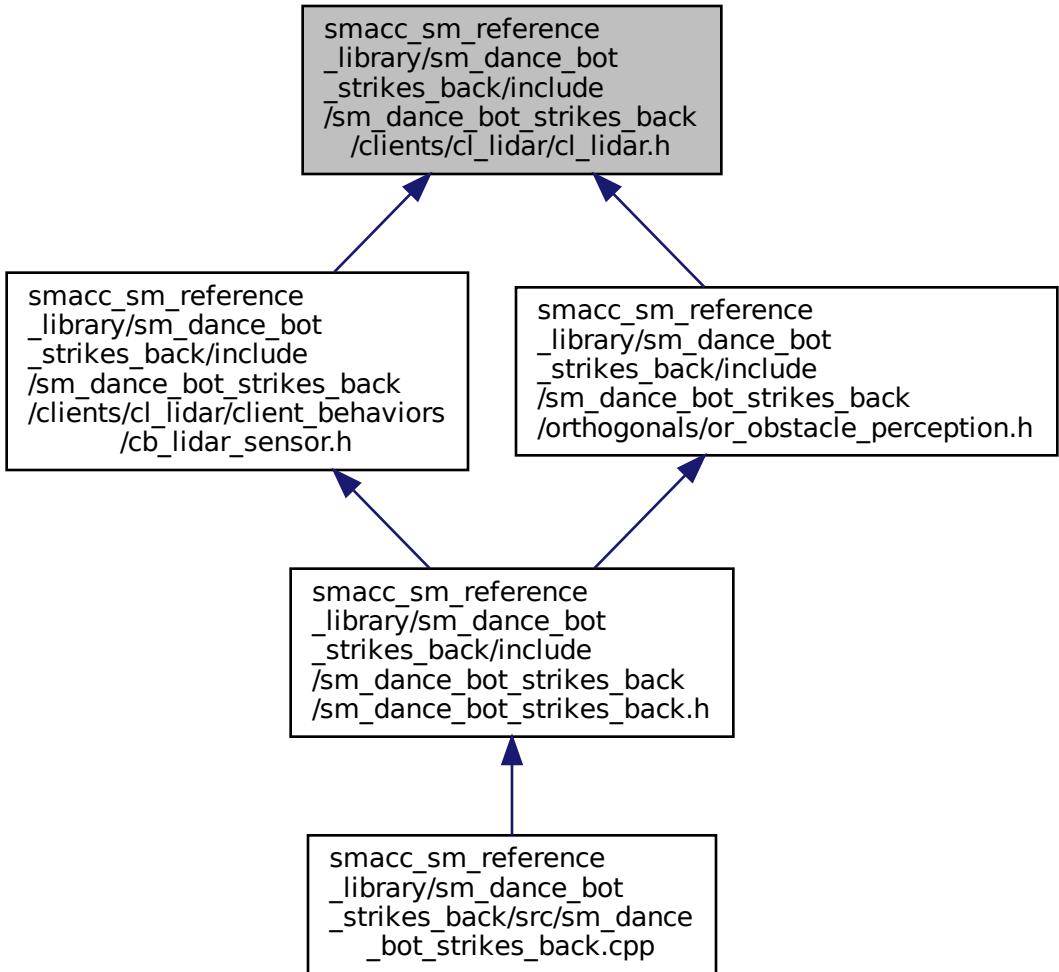 smacc_sm_reference
_library/sm_dance_bot
_strikes_back/include
/sm_dance_bot_strikes_back
/clients/cl_lidar/cl_lidar.h
smacc_sm_reference
_library/sm_dance_bot
_strikes_back/include
/sm_dance_bot_strikes_back
/clients/cl_lidar/client_behaviors
/cb_lidar_sensor.h
smacc_sm_reference
_library/sm_dance_bot
_strikes_back/include
/sm_dance_bot_strikes_back
/orthogonals/or_obstacle_perception.h
smacc_sm_reference
_library/sm_dance_bot
_strikes_back/include
/sm_dance_bot_strikes_back
/sm_dance_bot_strikes_back.h
smacc_sm_reference
_library/sm_dance_bot
_strikes_back/src/sm_dance
_bot_strikes_back.cpp